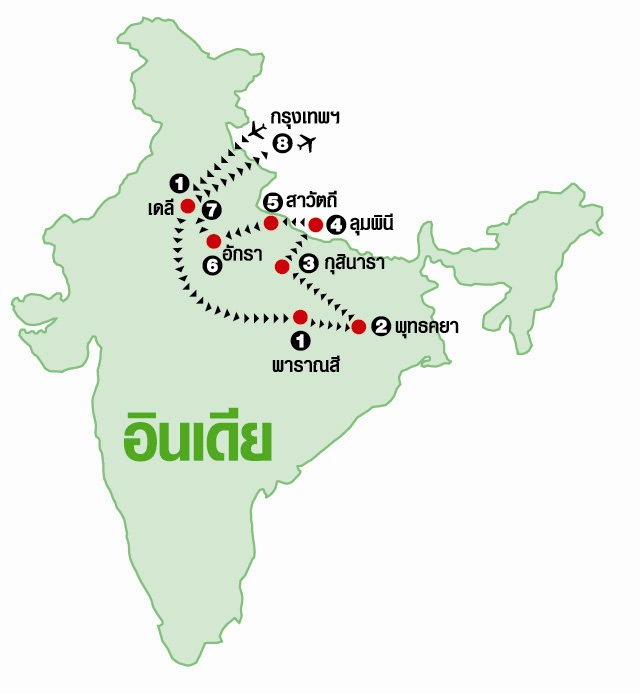 กรุงเทพฯ
8
1
เดลี
7
5 สาวัตถี
4 ลุมพินี
อักรา
6
3 กุสินารา
2 พุทธคยา
1
พาราณสี
อินเดีย